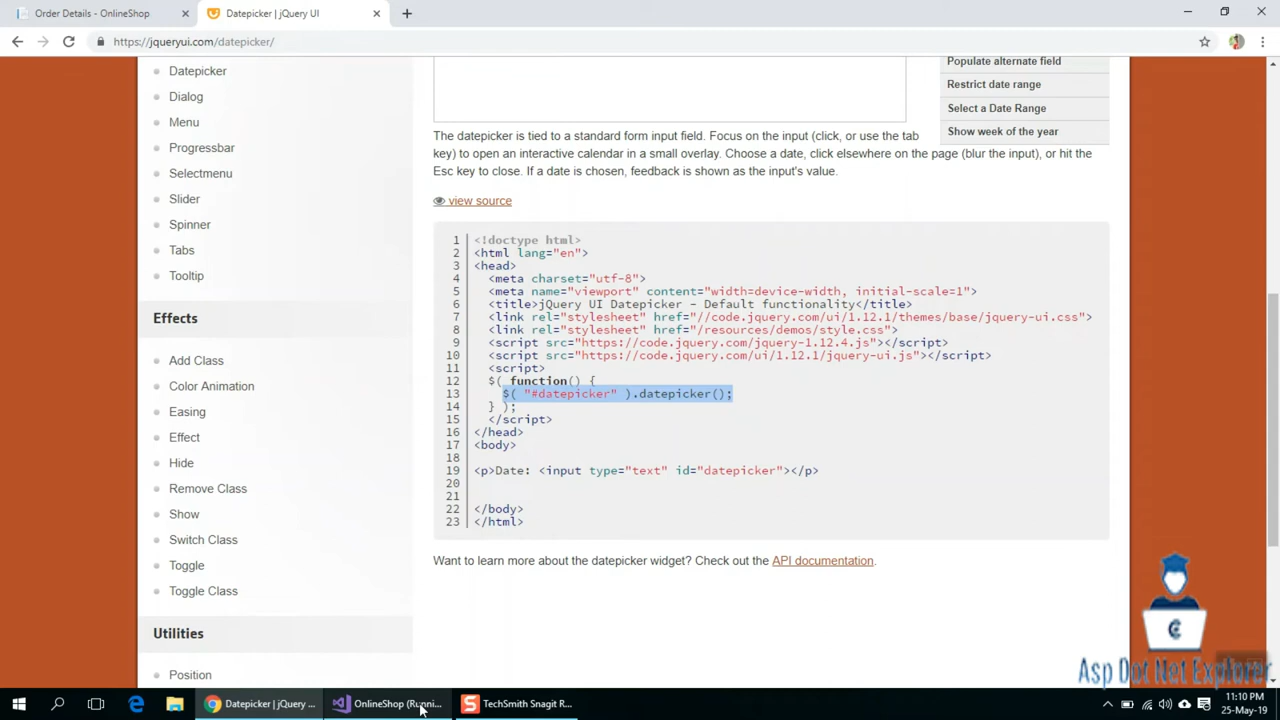 Order Details - OnlineShop
Datepicker | jQuery UI
https://jqueryui.com/datepicker/
Datepicker
Dialog
Menu
Progressbar
Selectmenu
Slider
Spinner
Tabs
Tooltip
Effects
Add Class
Color Animation
Easing
Effect
Hide
Remove Class
Show
Switch Class
Toggle
Toggle Class
Utilities
Position
Populate alternate field
Restrict date range
Select a Date Range
Show week of the year
The datepicker is tied to a standard form input field. Focus on the input (click, or use the tab
key) to open an interactive calendar in a small overlay. Choose a date, click elsewhere on the page (blur the input), or hit the
Esc key to close. If a date is chosen, feedback is shown as the input's value.
view source
1 <!doctype html>
2 <html lang="en">
3 <head>
4 <meta charset="utf-8">
5 <meta name="viewport" content="width=device-width, initial-scale=1">
6 <title>jQuery UI Datepicker - Default functionality</title>
7 <link rel="stylesheet" href="//code.jquery.com/ui/1.12.1/themes/base/jquery-ui.css">
8 <link rel="stylesheet" href="/resources/demos/style.css">
9 <script src="https://code.jquery.com/jquery-1.12.4.js"></script>
10 <script src="https://code.jquery.com/ui/1.12.1/jquery-ui.js"></script>
11 <script>
12 $( function() {
13 $( "#datepicker" ).datepicker();
14 } );
15 </script>
16 </head>
17 <body>
18
19 <p>Date: <input type="text" id="datepicker"></p>
20
21
22 </body>
23 </html>
Want to learn more about the datepicker widget? Check out the API documentation.
Asp Dot Net Explorer
Datepicker | jQuery ...
OnlineShop (Runni...
TechSmith Snagit R...
11:10 PM
25-May-19